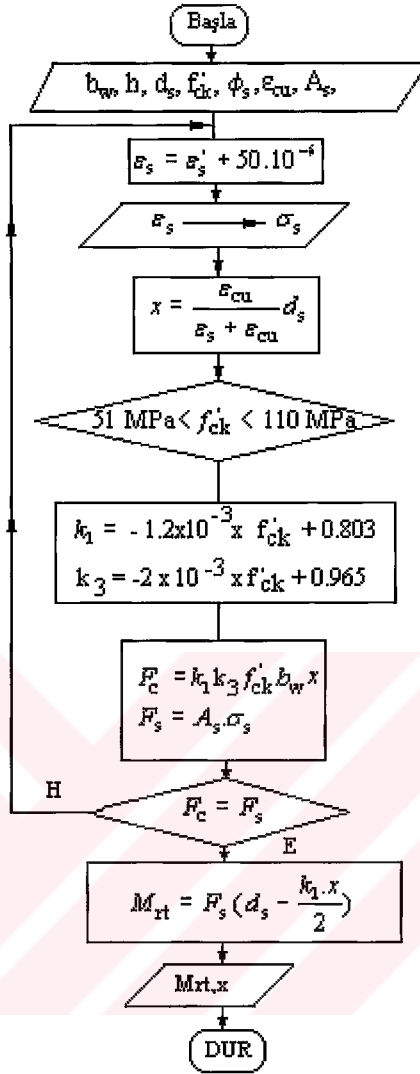 Başla
b_w, h, d_s, f'_ck, ϕ_s, ε_cu, A_s,
ε_s = ε'_s + 50.10^-6
ε_s → σ_s
x = ε_cu / (ε_s + ε_cu) d_s
51 MPa < f'_ck < 110 MPa
k_1 = - 1.2x10^-3 x f'_ck + 0.803
k_3 = -2 x 10^-3 x f'_ck + 0.965
F_c = k_1 k_3 f'_ck b_w x
F_s = A_s.σ_s
H
F_c = F_s
E
M_rt = F_s (d_s - k_1.x / 2)
Mrt,x
DUR